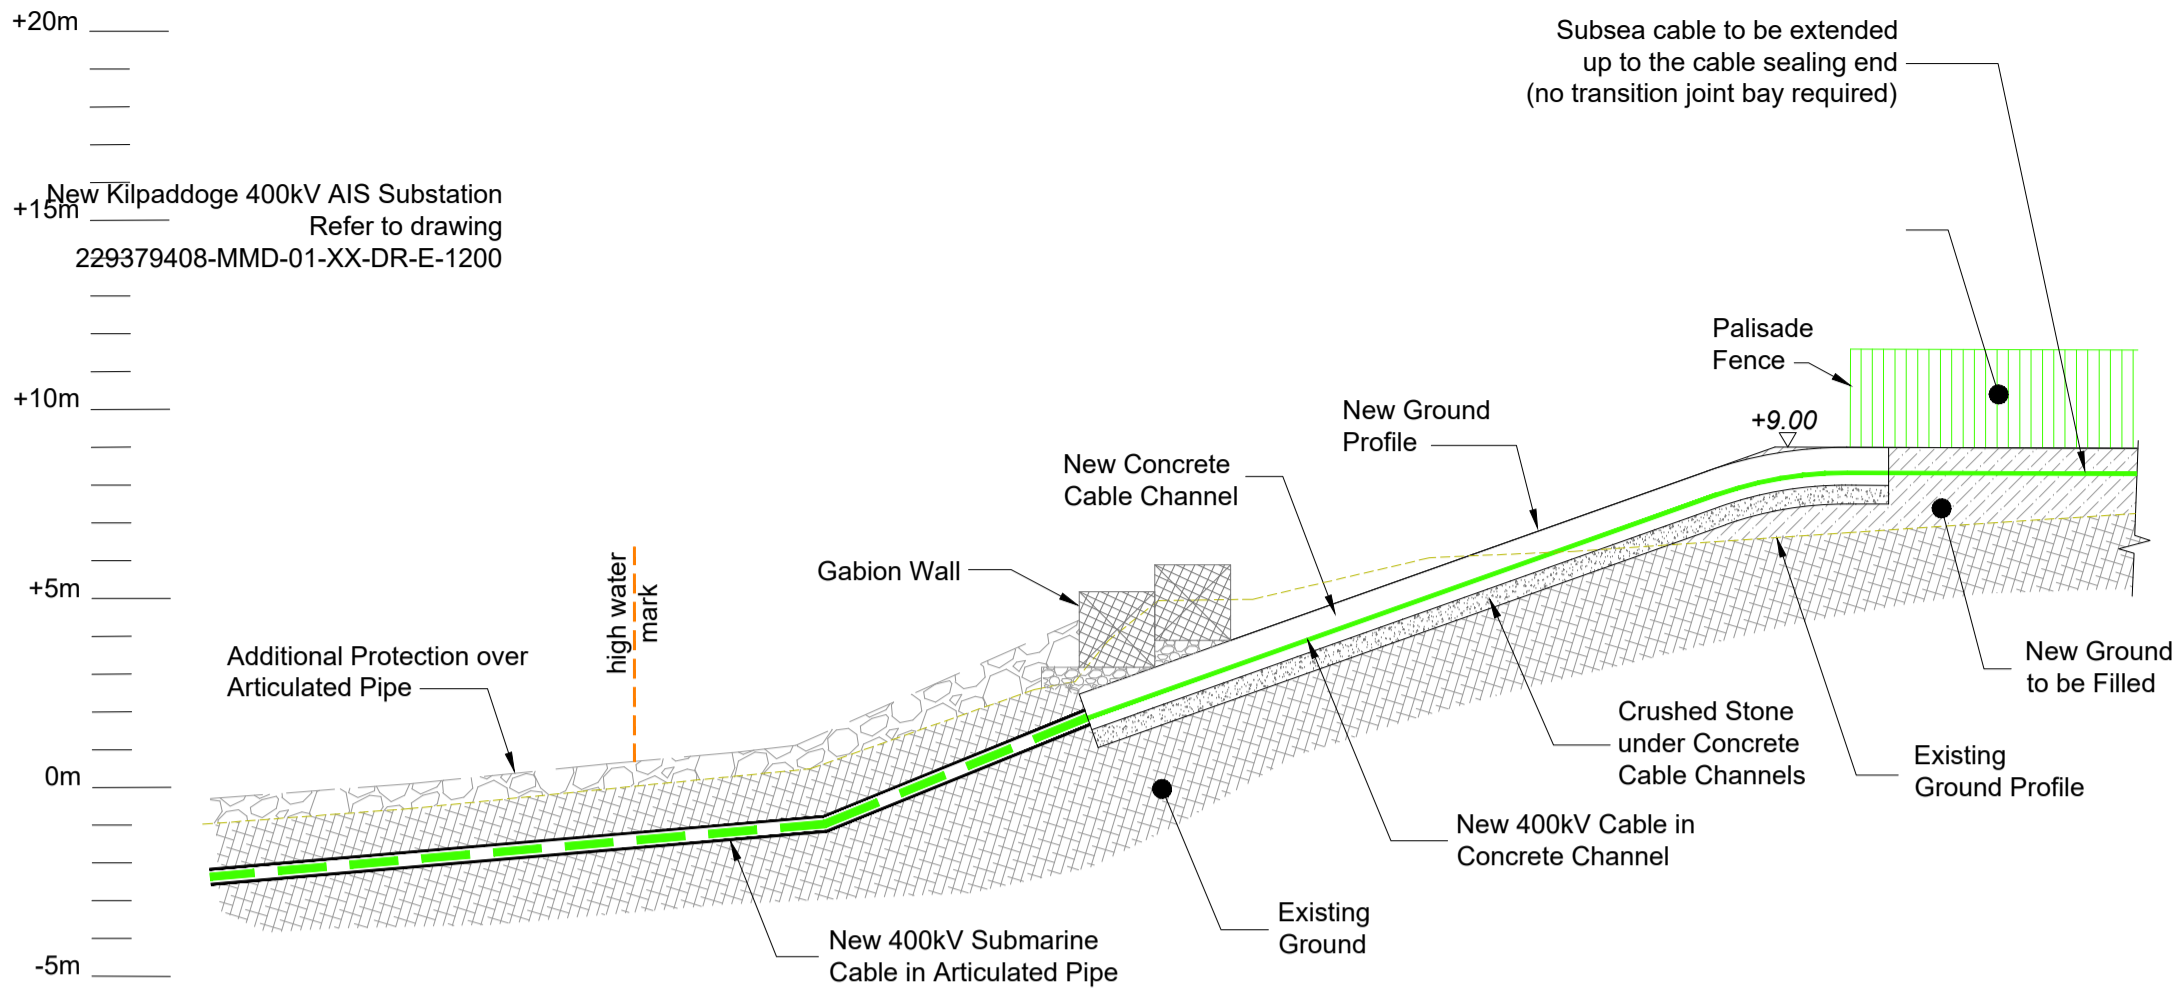 +20m
Subsea cable to be extended
up to the cable sealing end
(no transition joint bay required)
New Kilpaddoge 400kV AIS Substation
Refer to drawing
229379408-MMD-01-XX-DR-E-1200
+15m
Palisade
Fence
+10m
New Ground
Profile
+9.00
New Concrete
Cable Channel
Gabion Wall
+5m
high water
mark
Additional Protection over
Articulated Pipe
New Ground
to be Filled
Crushed Stone
under Concrete
Cable Channels
Existing
Ground Profile
0m
New 400kV Cable in
Concrete Channel
Existing
Ground
New 400kV Submarine
Cable in Articulated Pipe
-5m